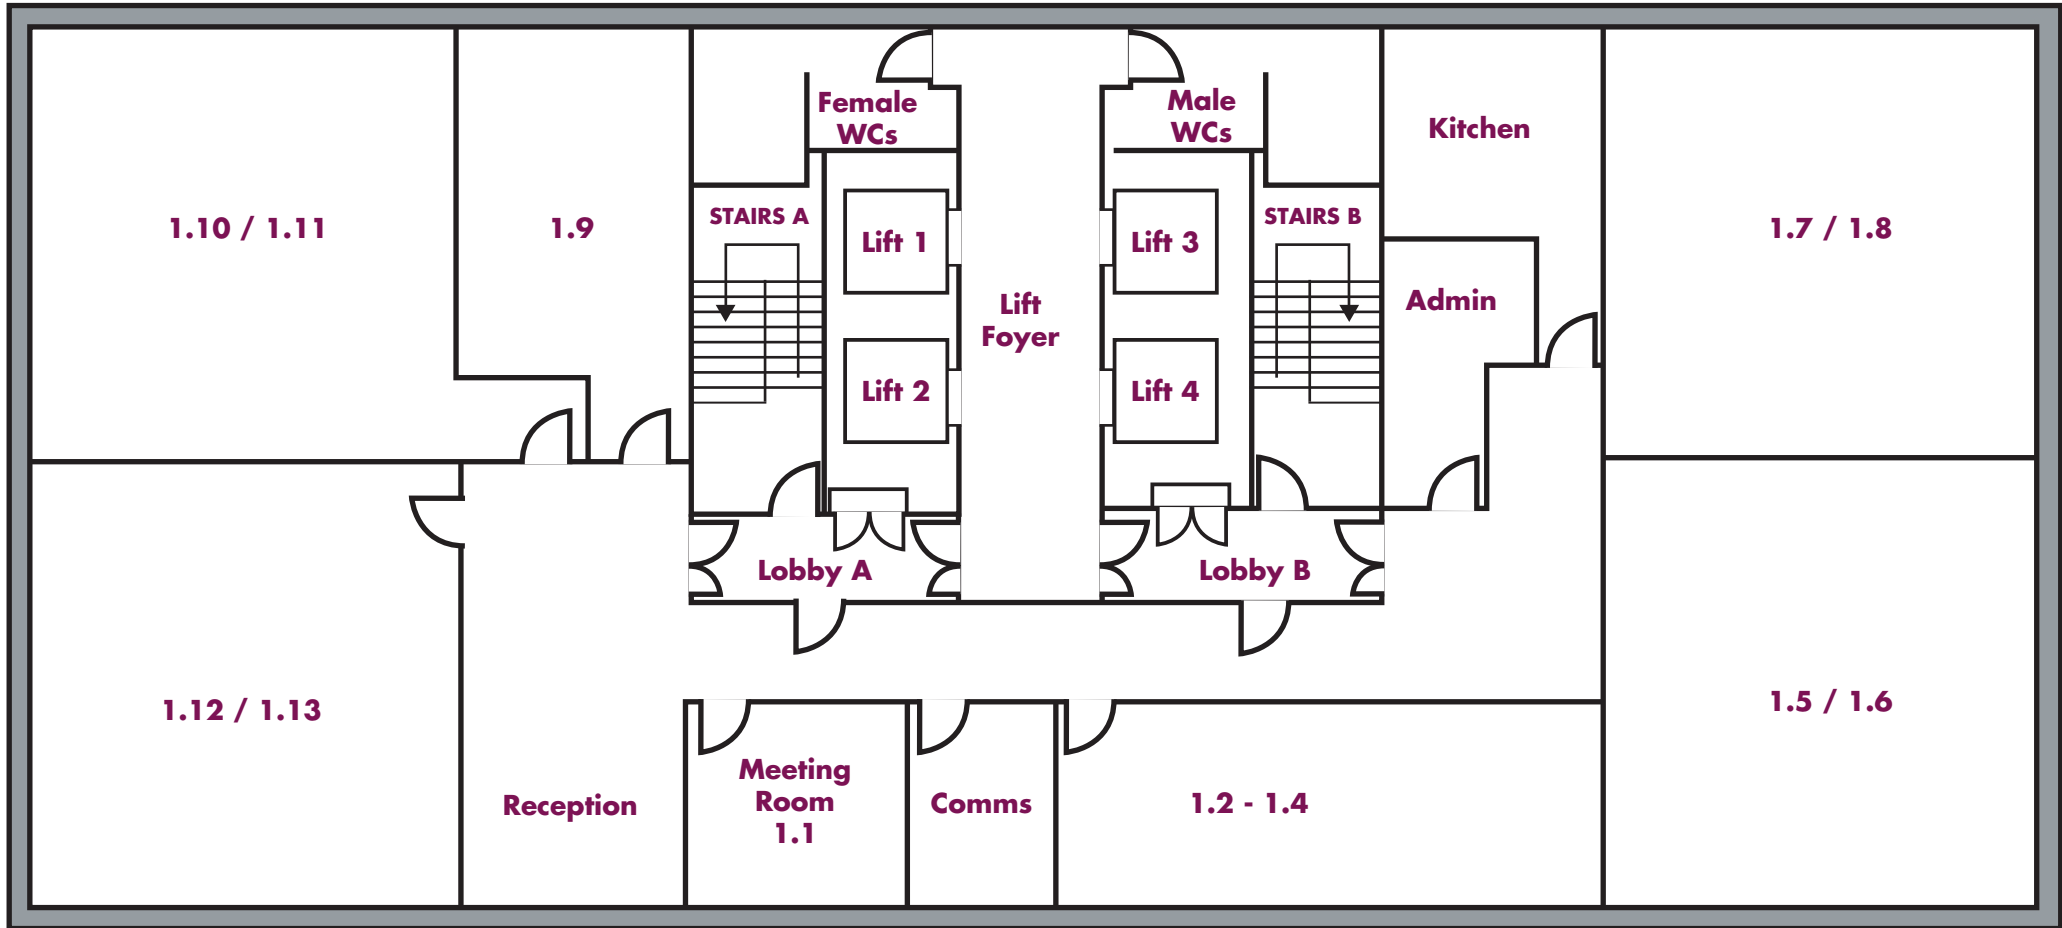 Female
WCs
Male
WCs
Kitchen
1.10 / 1.11
1.9
STAIRS A
Lift 1
Lift 3
STAIRS B
1.7 / 1.8
Lift
Foyer
Admin
Lift 2
Lift 4
Lobby A
Lobby B
1.12 / 1.13
1.5 / 1.6
Reception
Meeting
Room
1.1
Comms
1.2 - 1.4